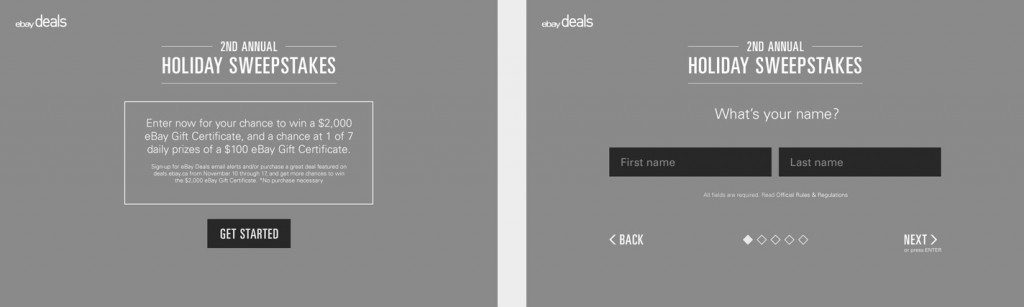 ebay deals
2ND ANNUAL
HOLIDAY SWEEPSTAKES
Enter now for your chance to win a $2,000
eBay Gift Certificate, and a chance at 1 of 7
daily prizes of a $100 eBay Gift Certificate.
Sign-up for eBay Deals email alerts and/or purchase a great deal featured on
deals.ebay.ca from November 10 through 17, and get more chances to win
the $2,000 eBay Gift Certificate. *No purchase necessary.
GET STARTED
ebay deals
2ND ANNUAL
HOLIDAY SWEEPSTAKES
What's your name?
First name
Last name
All fields are required. Read Official Rules & Regulations
< BACK
NEXT >
or press ENTER